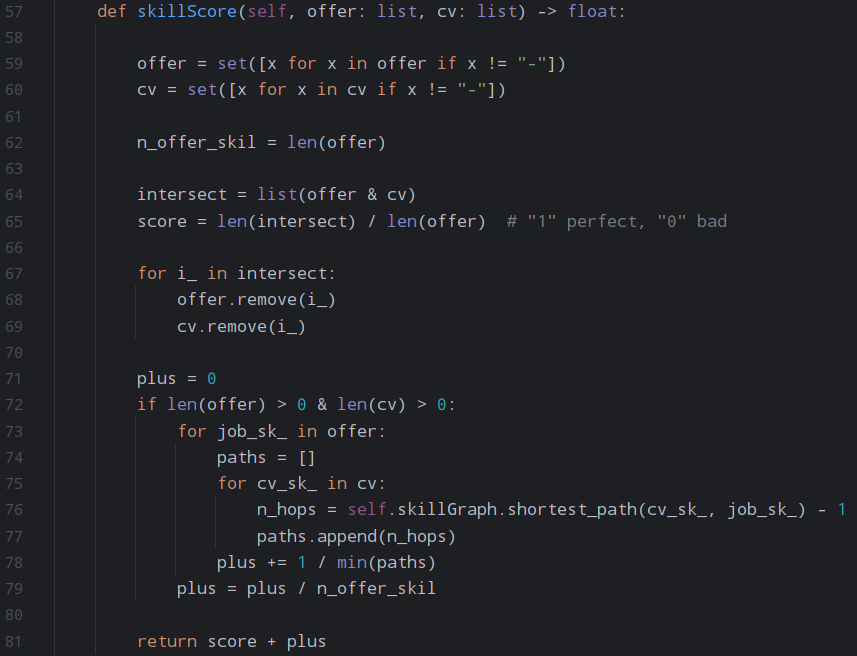 57 def skillScore(self, offer: list, cv: list) -> float:
58
59 offer = set([x for x in offer if x != "-"])
60 cv = set([x for x in cv if x != "-"])
61
62 n_offer_skil = len(offer)
63
64 intersect = list(offer & cv)
65 score = len(intersect) / len(offer)  # "1" perfect, "0" bad
66
67 for i_ in intersect:
68 offer.remove(i_)
69 cv.remove(i_)
70
71 plus = 0
72 if len(offer) > 0 & len(cv) > 0:
73 for job_sk_ in offer:
74 paths = []
75 for cv_sk_ in cv:
76 n_hops = self.skillGraph.shortest_path(cv_sk_, job_sk_) - 1
77 paths.append(n_hops)
78 plus += 1 / min(paths)
79 plus = plus / n_offer_skil
80
81 return score + plus